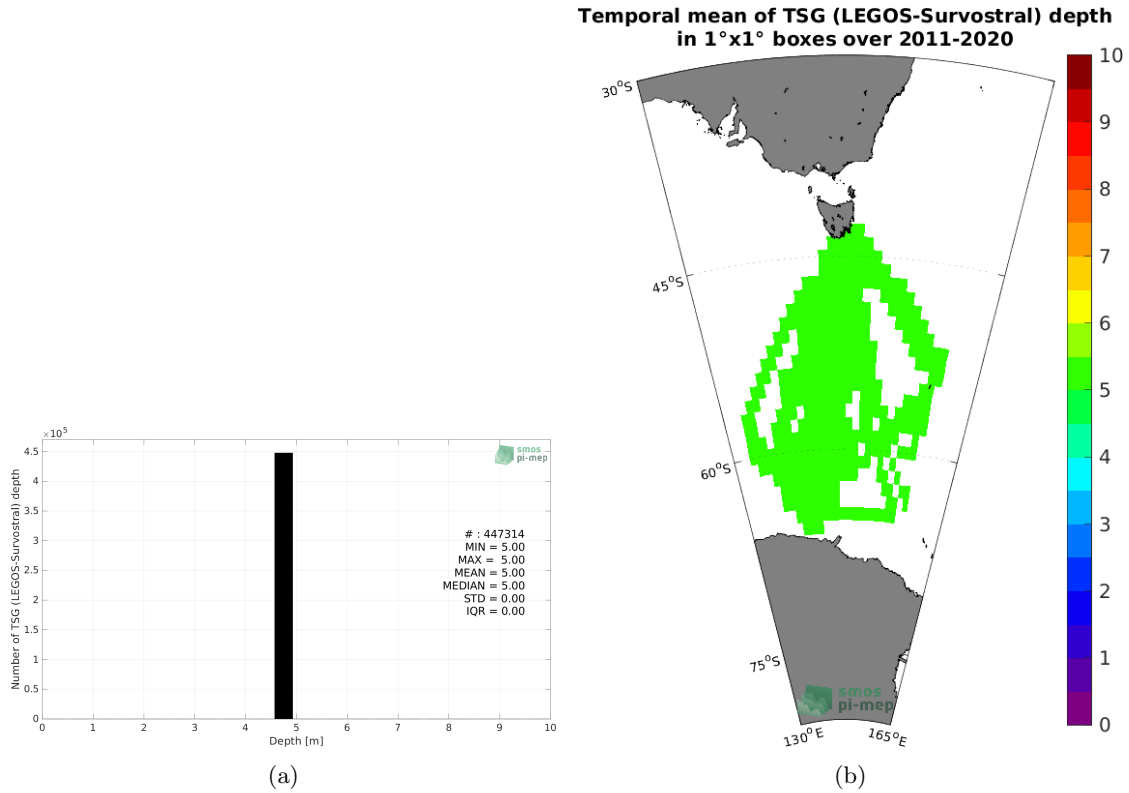 Temporal mean of TSG (LEGOS-Survostral) depth
in 1°x1° boxes over 2011-2020
30°S
45°S
60°S
75°S
130°E
165°E
smos
pi-mep
10
9
8
7
6
5
4
3
2
1
0
×10⁵
4.5
4
3.5
3
2.5
2
1.5
1
0.5
0
Number of TSG (LEGOS-Survostral) depth
smos
pi-mep
# : 447314
MIN = 5.00
MAX = 5.00
MEAN = 5.00
MEDIAN = 5.00
STD = 0.00
IQR = 0.00
0 1 2 3 4 5 6 7 8 9 10
Depth [m]
(a)
(b)